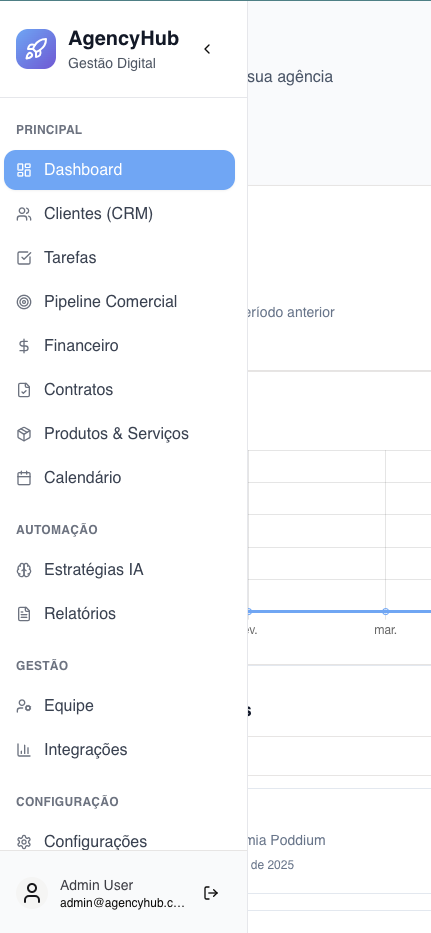 AgencyHub
Gestão Digital
sua agência
PRINCIPAL
Dashboard
Clientes (CRM)
Tarefas
Pipeline Comercial
eríodo anterior
Financeiro
Contratos
Produtos & Serviços
Calendário
AUTOMAÇÃO
Estratégias IA
Relatórios
ev.
mar.
GESTÃO
Equipe
s
Integrações
CONFIGURAÇÃO
Configurações
mia Poddium
de 2025
Admin User
admin@agencyhub.c...